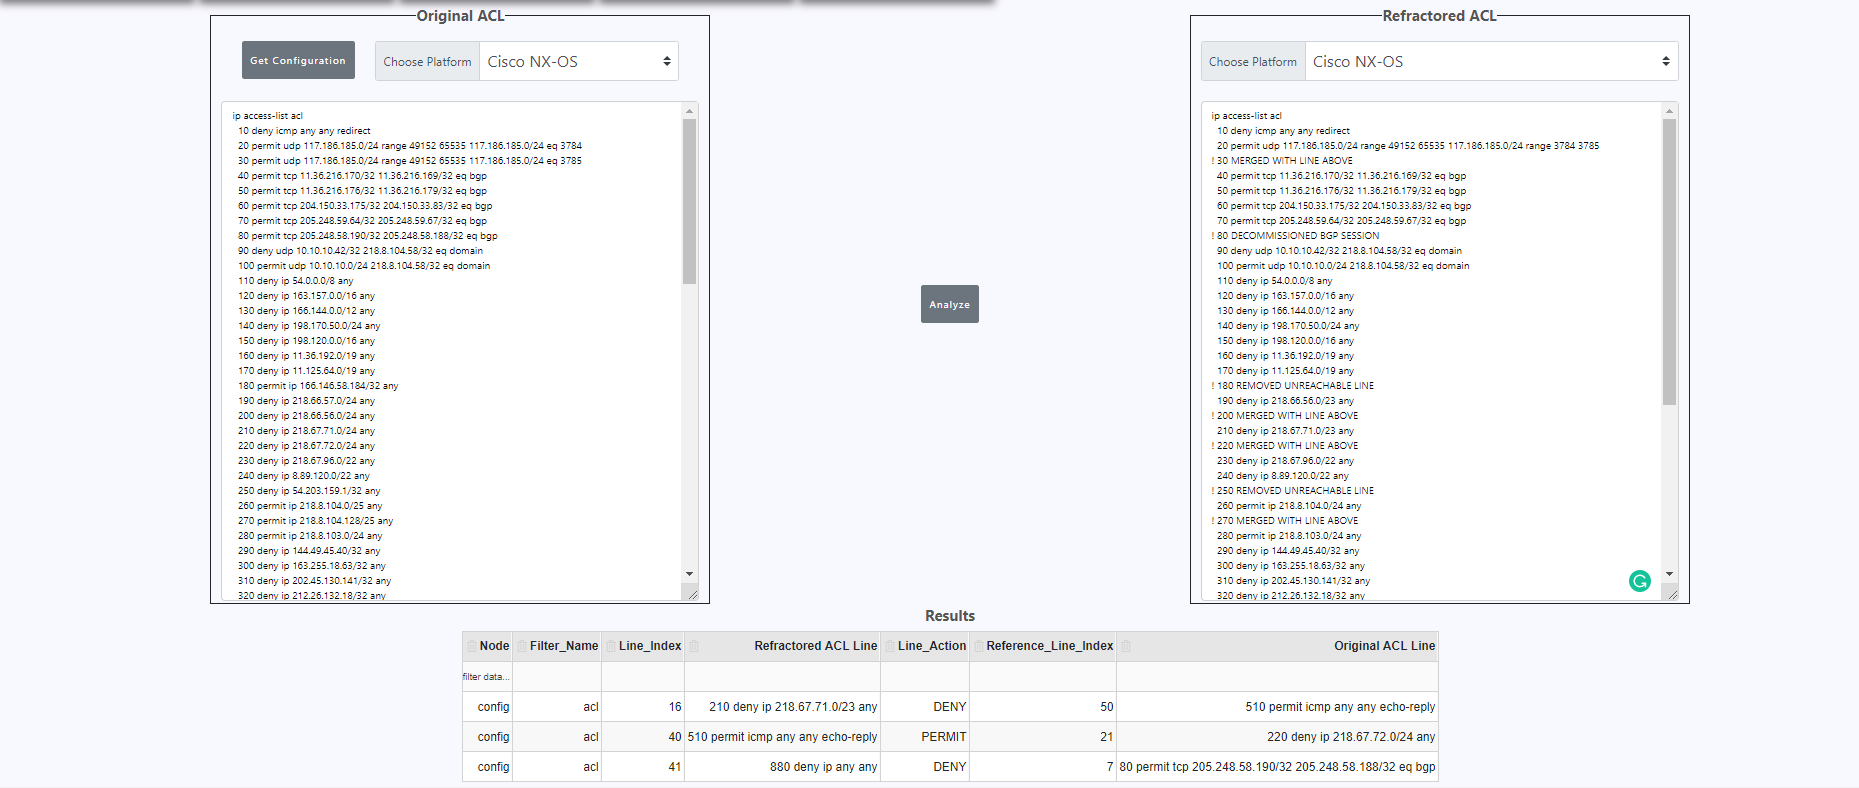 Original ACL
Get Configuration
Choose Platform
Cisco NX-OS
ip access-list acl
10 deny icmp any any redirect
20 permit udp 117.186.185.0/24 range 49152 65535 117.186.185.0/24 eq 3784
30 permit udp 117.186.185.0/24 range 49152 65535 117.186.185.0/24 eq 3785
40 permit tcp 11.36.216.170/32 11.36.216.169/32 eq bgp
50 permit tcp 11.36.216.176/32 11.36.216.179/32 eq bgp
60 permit tcp 204.150.33.175/32 204.150.33.83/32 eq bgp
70 permit tcp 205.248.59.64/32 205.248.59.67/32 eq bgp
80 permit tcp 205.248.58.190/32 205.248.58.188/32 eq bgp
90 deny udp 10.10.10.42/32 218.8.104.58/32 eq domain
100 permit udp 10.10.10.0/24 218.8.104.58/32 eq domain
110 deny ip 54.0.0.0/8 any
120 deny ip 163.157.0.0/16 any
130 deny ip 166.144.0.0/12 any
140 deny ip 198.170.50.0/24 any
150 deny ip 198.120.0.0/16 any
160 deny ip 11.36.192.0/19 any
170 deny ip 11.125.64.0/19 any
180 permit ip 166.146.58.184/32 any
190 deny ip 218.66.57.0/24 any
200 deny ip 218.66.56.0/24 any
210 deny ip 218.67.71.0/24 any
220 deny ip 218.67.72.0/24 any
230 deny ip 218.67.96.0/22 any
240 deny ip 8.89.120.0/22 any
250 deny ip 54.203.159.1/32 any
260 permit ip 218.8.104.0/25 any
270 permit ip 218.8.104.128/25 any
280 permit ip 218.8.103.0/24 any
290 deny ip 144.49.45.40/32 any
300 deny ip 163.255.18.63/32 any
310 deny ip 202.45.130.141/32 any
320 deny ip 212.26.132.18/32 any
Analyze
Refractored ACL
Choose Platform
Cisco NX-OS
ip access-list acl
10 deny icmp any any redirect
20 permit udp 117.186.185.0/24 range 49152 65535 117.186.185.0/24 range 3784 3785
! 30 MERGED WITH LINE ABOVE
40 permit tcp 11.36.216.170/32 11.36.216.169/32 eq bgp
50 permit tcp 11.36.216.176/32 11.36.216.179/32 eq bgp
60 permit tcp 204.150.33.175/32 204.150.33.83/32 eq bgp
70 permit tcp 205.248.59.64/32 205.248.59.67/32 eq bgp
! 80 DECOMMISSIONED BGP SESSION
90 deny udp 10.10.10.42/32 218.8.104.58/32 eq domain
100 permit udp 10.10.10.0/24 218.8.104.58/32 eq domain
110 deny ip 54.0.0.0/8 any
120 deny ip 163.157.0.0/16 any
130 deny ip 166.144.0.0/12 any
140 deny ip 198.170.50.0/24 any
150 deny ip 198.120.0.0/16 any
160 deny ip 11.36.192.0/19 any
170 deny ip 11.125.64.0/19 any
! 180 REMOVED UNREACHABLE LINE
190 deny ip 218.66.56.0/23 any
! 200 MERGED WITH LINE ABOVE
210 deny ip 218.67.71.0/23 any
! 220 MERGED WITH LINE ABOVE
230 deny ip 218.67.96.0/22 any
240 deny ip 8.89.120.0/22 any
! 250 REMOVED UNREACHABLE LINE
260 permit ip 218.8.104.0/24 any
! 270 MERGED WITH LINE ABOVE
280 permit ip 218.8.103.0/24 any
290 deny ip 144.49.45.40/32 any
300 deny ip 163.255.18.63/32 any
310 deny ip 202.45.130.141/32 any
320 deny ip 212.26.132.18/32 any
Results
Node Filter_Name Line_Index Refractored ACL Line Line_Action Reference_Line_Index Original ACL Line
filter data...
config acl 16 210 deny ip 218.67.71.0/23 any DENY 50 510 permit icmp any any echo-reply
config acl 40 510 permit icmp any any echo-reply PERMIT 21 220 deny ip 218.67.72.0/24 any
config acl 41 880 deny ip any any DENY 7 80 permit tcp 205.248.58.190/32 205.248.58.188/32 eq bgp